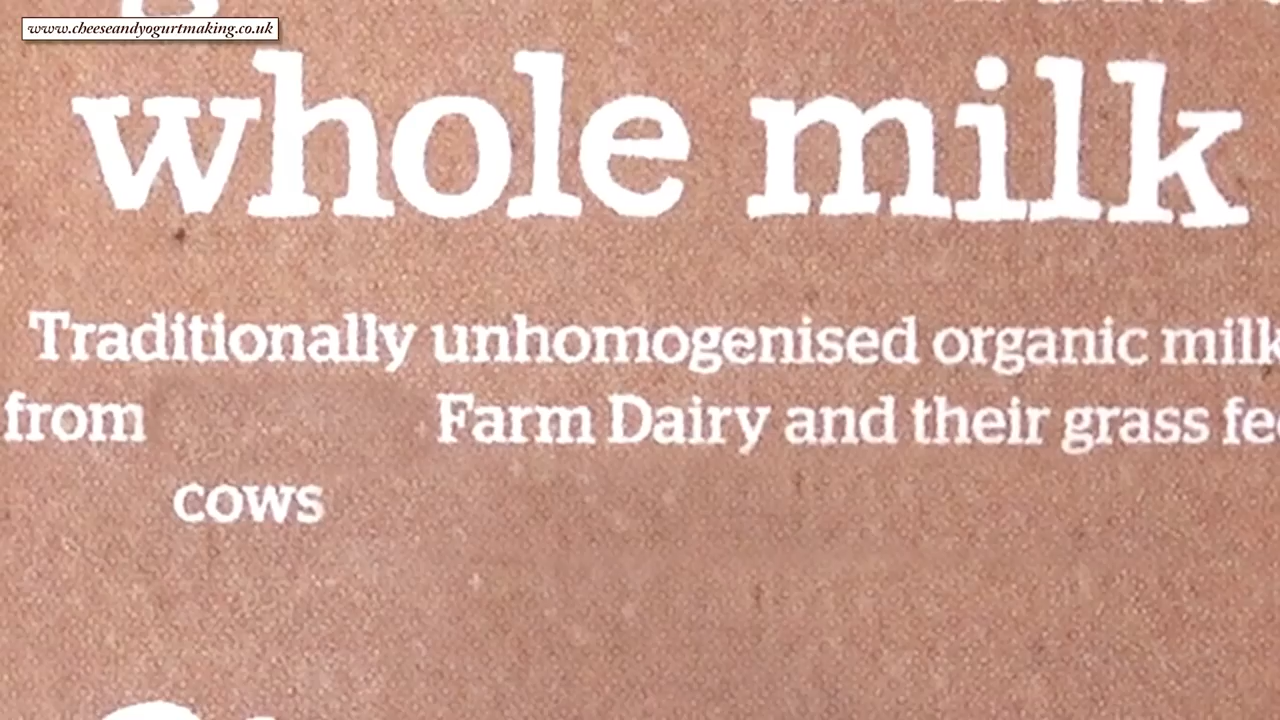 www.cheeseandyogurtmaking.co.uk
whole milk
Traditionally unhomogenised organic milk
from Farm Dairy and their grass fe
cows